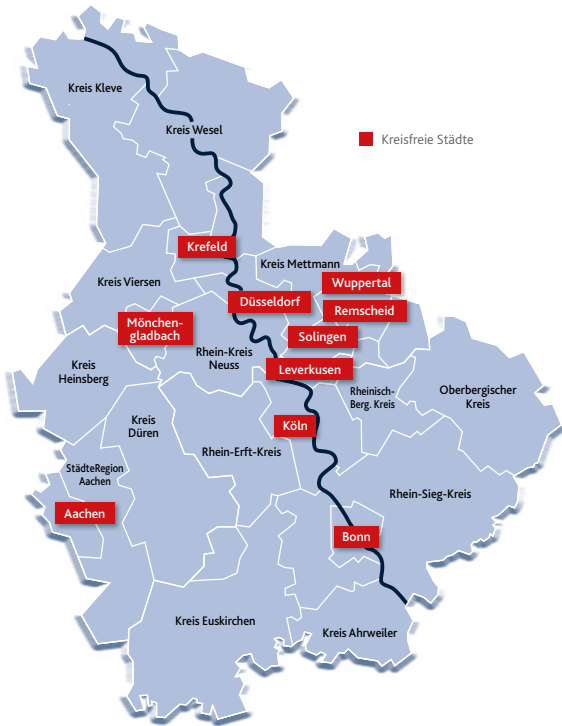 Kreis Kleve
Kreis Wesel
Kreisfreie Städte
Krefeld
Kreis Mettmann
Kreis Viersen
Wuppertal
Düsseldorf
Remscheid
Mönchen-
gladbach
Solingen
Rhein-Kreis
Neuss
Leverkusen
Kreis
Heinsberg
Rheinisch-
Berg. Kreis
Oberbergischer
Kreis
Kreis
Düren
Köln
Rhein-Erft-Kreis
StädteRegion
Aachen
Rhein-Sieg-Kreis
Aachen
Bonn
Kreis Euskirchen
Kreis Ahrweiler